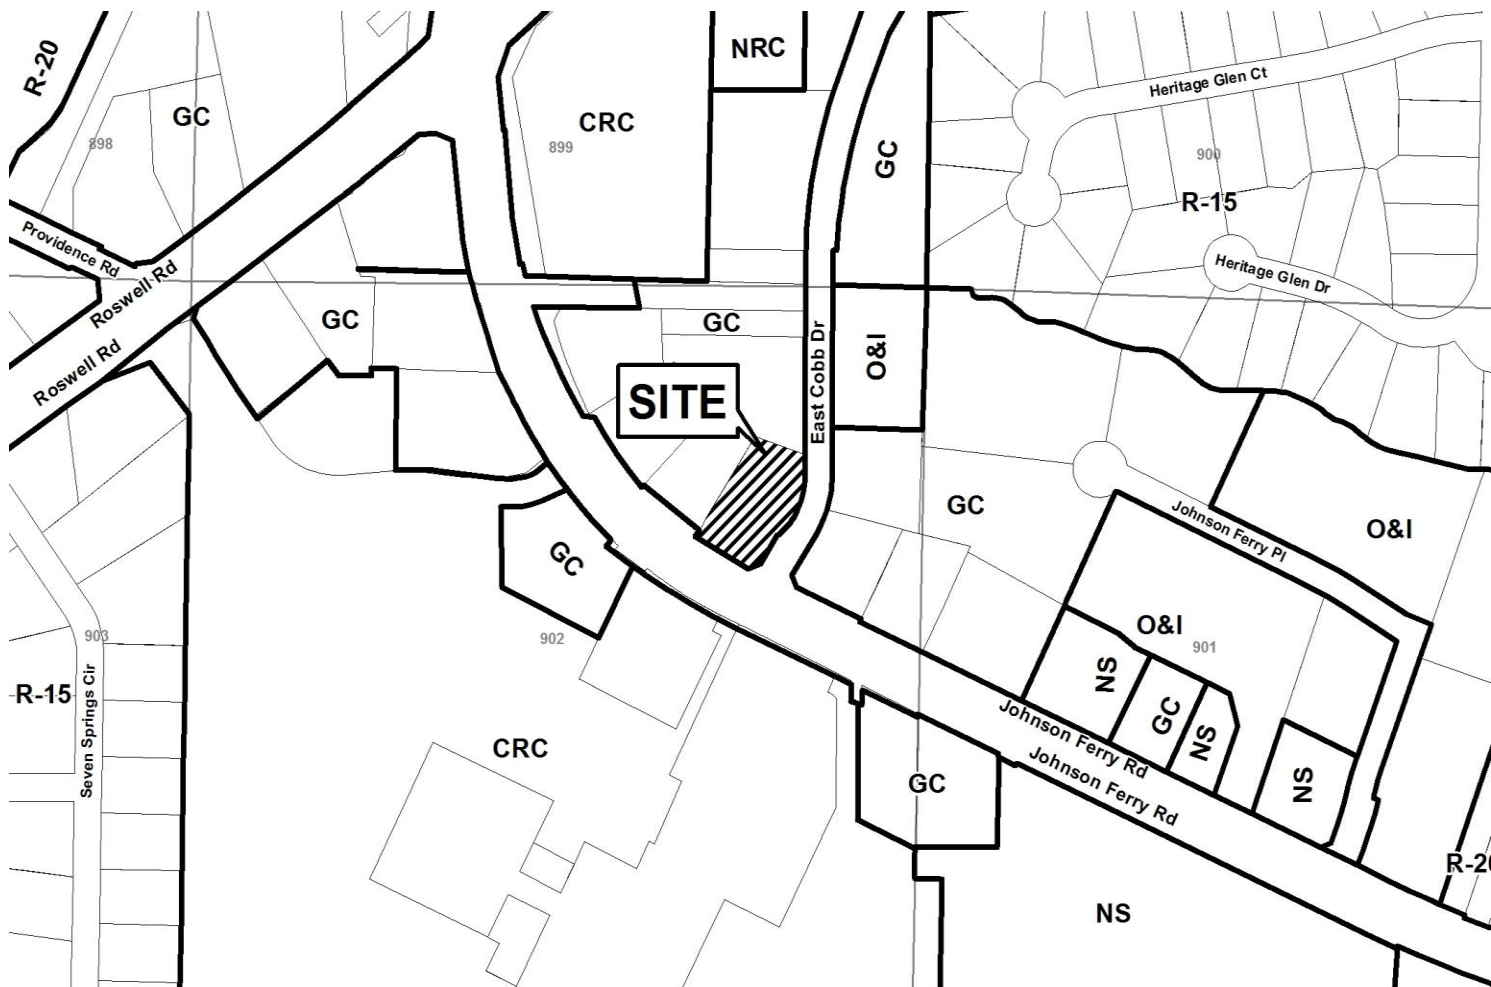 R-20
GC
898
CRC
899
NRC
GC
Heritage Glen Ct
900
R-15
Providence Rd
Roswell Rd
Roswell Rd
GC
GC
O&I
East Cobb Dr
Heritage Glen Dr
SITE
GC
Johnson Ferry Pl
O&I
GC
903
902
O&I
901
R-15
Seven Springs Cir
CRC
NS
GC
NS
Johnson Ferry Rd
Johnson Ferry Rd
NS
GC
NS